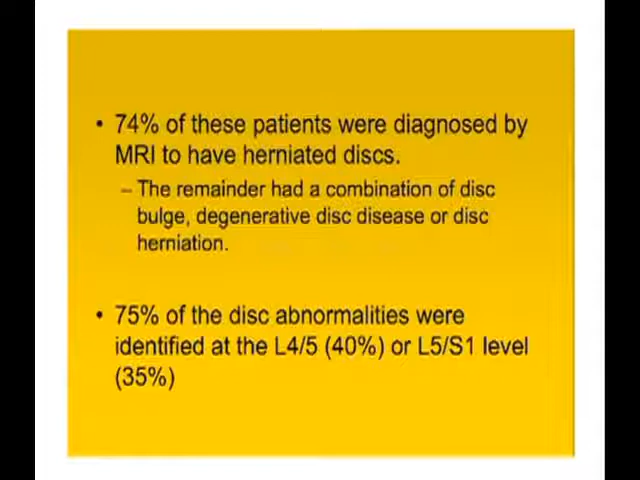 • 74% of these patients were diagnosed by
MRI to have herniated discs.
– The remainder had a combination of disc
bulge, degenerative disc disease or disc
herniation.
• 75% of the disc abnormalities were
identified at the L4/5 (40%) or L5/S1 level
(35%)